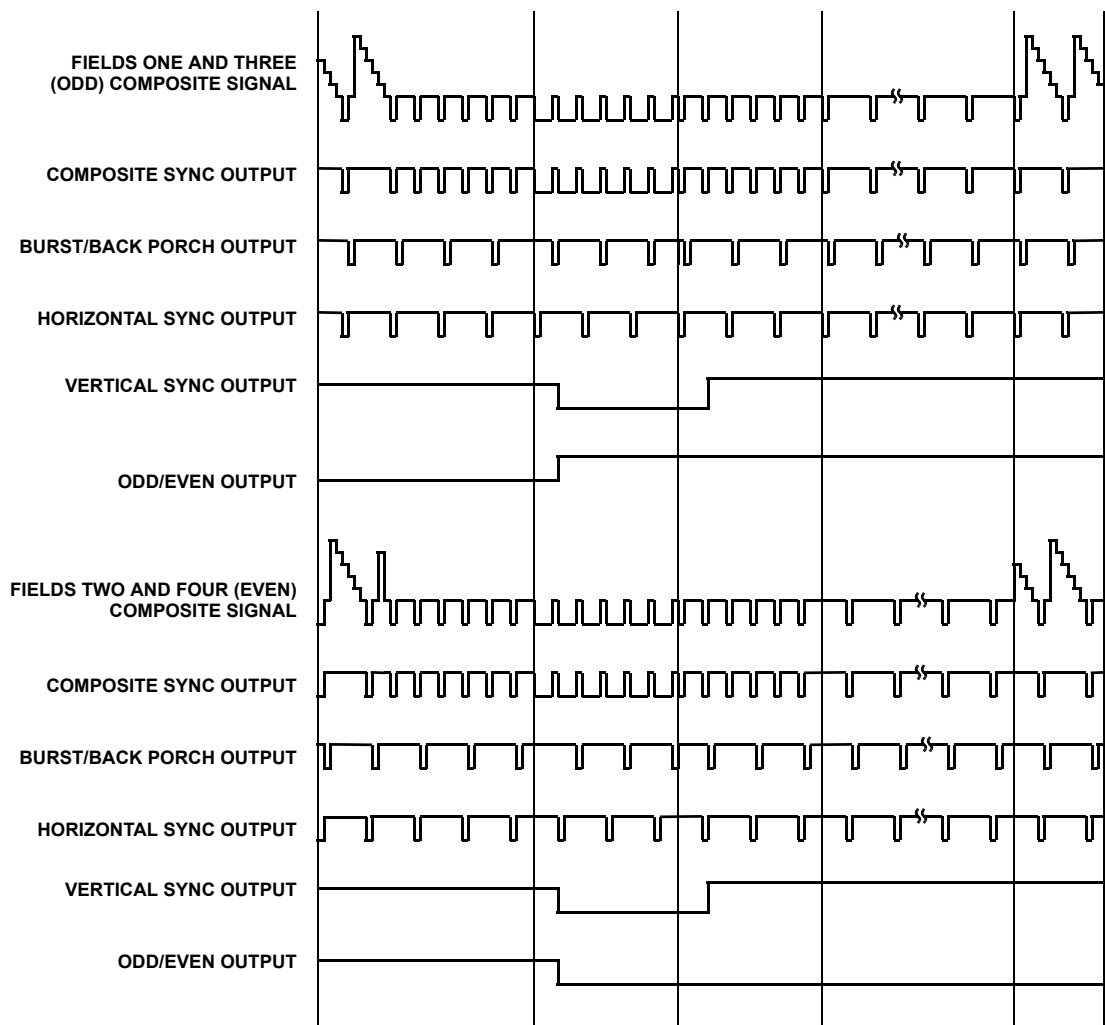 FIELDS ONE AND THREE
(ODD) COMPOSITE SIGNAL
COMPOSITE SYNC OUTPUT
BURST/BACK PORCH OUTPUT
HORIZONTAL SYNC OUTPUT
VERTICAL SYNC OUTPUT
ODD/EVEN OUTPUT
FIELDS TWO AND FOUR (EVEN)
COMPOSITE SIGNAL
COMPOSITE SYNC OUTPUT
BURST/BACK PORCH OUTPUT
HORIZONTAL SYNC OUTPUT
VERTICAL SYNC OUTPUT
ODD/EVEN OUTPUT